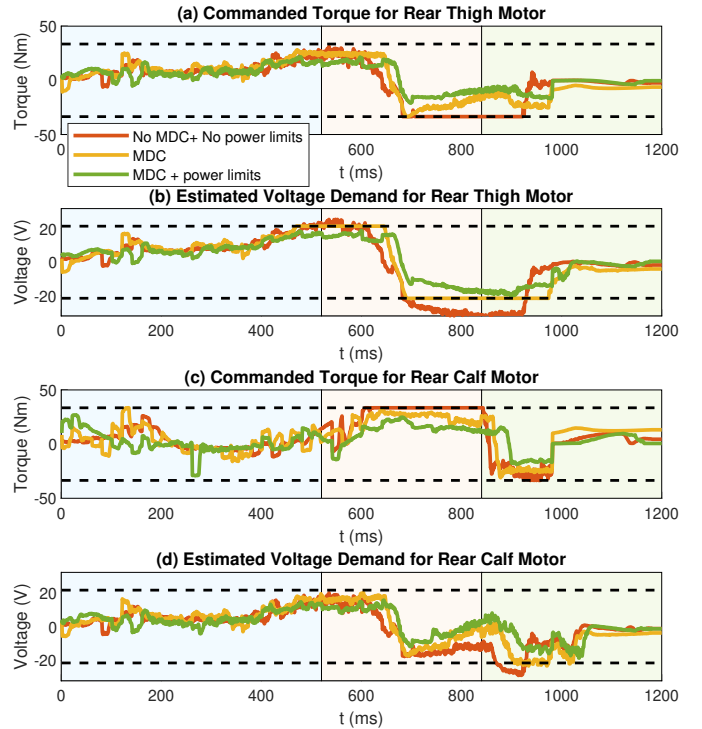 (a) Commanded Torque for Rear Thigh Motor
50
0
-50
Torque (Nm)
No MDC+ No power limits
MDC
MDC + power limits
0 200 400 600 800 1000 1200
t (ms)
(b) Estimated Voltage Demand for Rear Thigh Motor
20
0
-20
Voltage (V)
0 200 400 600 800 1000 1200
t (ms)
(c) Commanded Torque for Rear Calf Motor
50
0
-50
Torque (Nm)
0 200 400 600 800 1000 1200
t (ms)
(d) Estimated Voltage Demand for Rear Calf Motor
20
0
-20
Voltage (V)
0 200 400 600 800 1000 1200
t (ms)